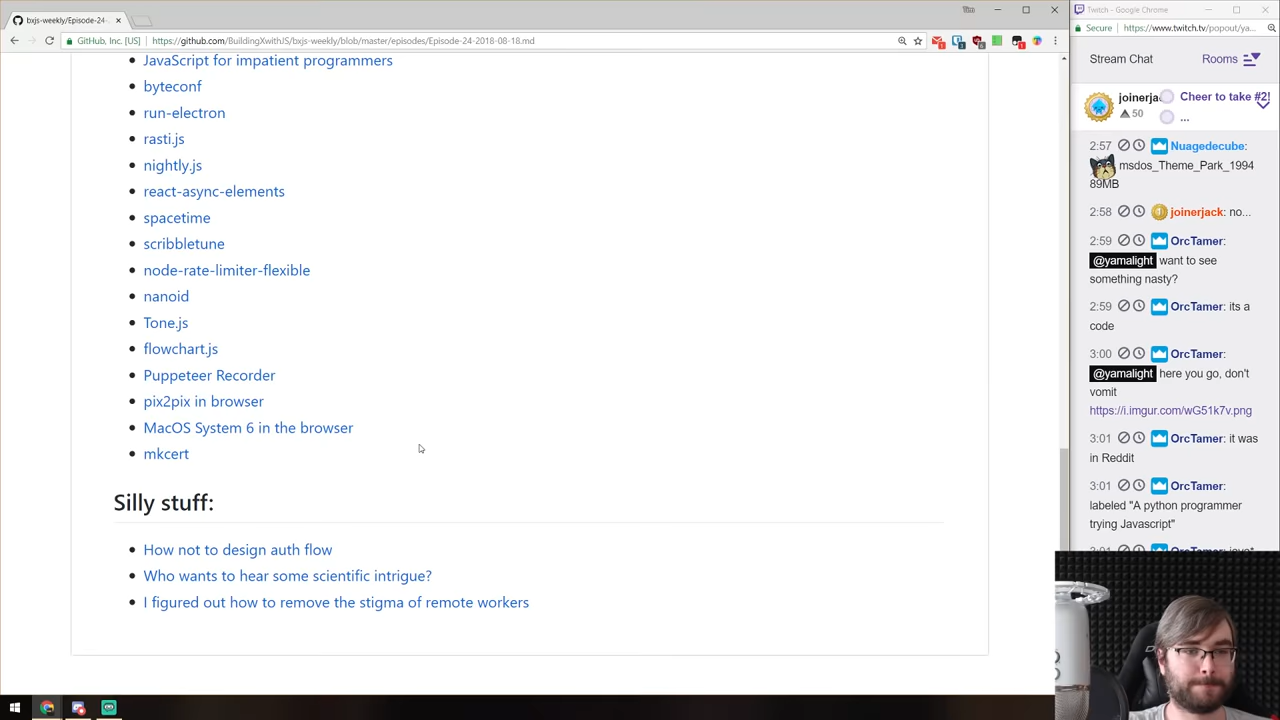 bxjs-weekly/Episode-24-
Tim
GitHub, Inc. [US]
https://github.com/BuildingXwithJS/bxjs-weekly/blob/master/episodes/Episode-24-2018-08-18.md
JavaScript for impatient programmers
byteconf
run-electron
rasti.js
nightly.js
react-async-elements
spacetime
scribbletune
node-rate-limiter-flexible
nanoid
Tone.js
flowchart.js
Puppeteer Recorder
pix2pix in browser
MacOS System 6 in the browser
mkcert
Silly stuff:
How not to design auth flow
Who wants to hear some scientific intrigue?
I figured out how to remove the stigma of remote workers
Twitch - Google Chrome
Secure
https://www.twitch.tv/popout/ya...
Stream Chat
Rooms
joinerja
50
Cheer to take #2!
...
2:57 Nuagedecube:
msdos_Theme_Park_1994
89MB
2:58 joinerjack: no...
2:59 OrcTamer:
@yamalight want to see
something nasty?
2:59 OrcTamer: its a
code
3:00 OrcTamer:
@yamalight here you go, don't
vomit
https://i.imgur.com/wG51k7v.png
3:01 OrcTamer: it was
in Reddit
3:01 OrcTamer:
labeled "A python programmer
trying Javascript"